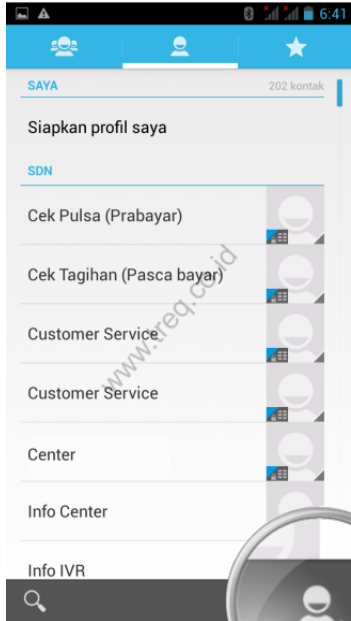 6:41
SAYA 202 kontak
Siapkan profil saya
SDN
Cek Pulsa (Prabayar)
Cek Tagihan (Pasca bayar)
www.treq.co.id
Customer Service
Customer Service
Center
Info Center
Info IVR